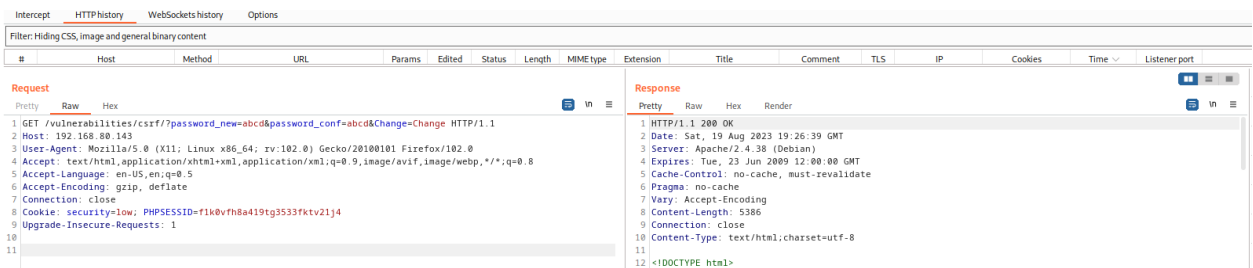 Intercept HTTP history WebSockets history Options
Filter: Hiding CSS, image and general binary content
# Host Method URL Params Edited Status Length MIME type Extension Title Comment TLS IP Cookies Time Listener port
Request
Pretty Raw Hex \n
1 GET /vulnerabilities/csrf/?password_new=abcd&password_conf=abcd&Change=Change HTTP/1.1
2 Host: 192.168.80.143
3 User-Agent: Mozilla/5.0 (X11; Linux x86_64; rv:102.0) Gecko/20100101 Firefox/102.0
4 Accept: text/html,application/xhtml+xml,application/xml;q=0.9,image/avif,image/webp,*/*;q=0.8
5 Accept-Language: en-US,en;q=0.5
6 Accept-Encoding: gzip, deflate
7 Connection: close
8 Cookie: security=low; PHPSESSID=f1k0vfh8a419tg3533fktv21j4
9 Upgrade-Insecure-Requests: 1
10
11
Response
Pretty Raw Hex Render \n
1 HTTP/1.1 200 OK
2 Date: Sat, 19 Aug 2023 19:26:39 GMT
3 Server: Apache/2.4.38 (Debian)
4 Expires: Tue, 23 Jun 2009 12:00:00 GMT
5 Cache-Control: no-cache, must-revalidate
6 Pragma: no-cache
7 Vary: Accept-Encoding
8 Content-Length: 5386
9 Connection: close
10 Content-Type: text/html;charset=utf-8
11
12 <!DOCTYPE html>